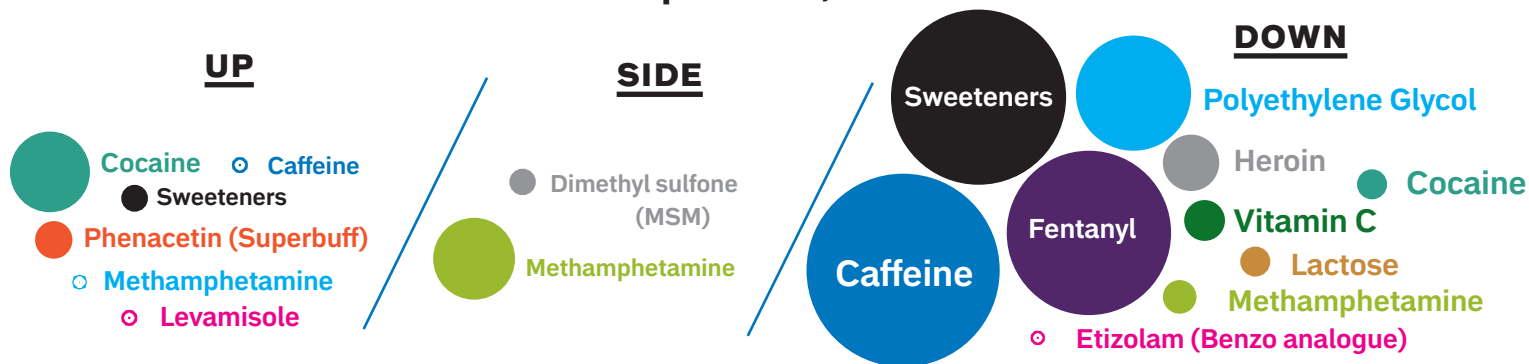 UP
Cocaine
Caffeine
Sweeteners
Phenacetin (Superbuff)
Methamphetamine
Levamisole
SIDE
Dimethyl sulfone
(MSM)
Methamphetamine
DOWN
Sweeteners
Polyethylene Glycol
Heroin
Cocaine
Vitamin C
Fentanyl
Lactose
Caffeine
Methamphetamine
Etizolam (Benzo analogue)